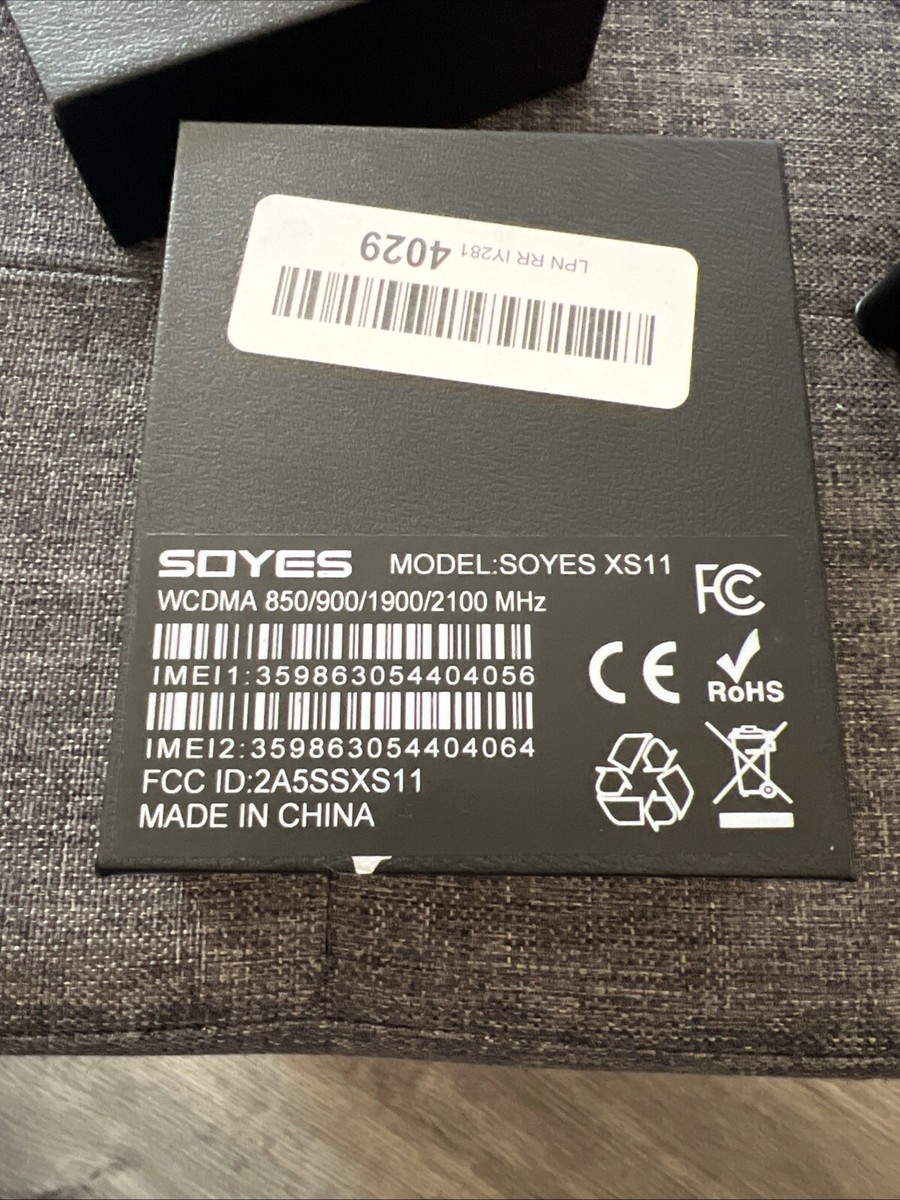 LPN RR IY281 4029
SOYES MODEL:SOYES XS11
FC
WCDMA 850/900/1900/2100 MHz
IMEI1:359863054404056
CE RoHS
IMEI2:359863054404064
FCC ID:2A5SSXS11
MADE IN CHINA